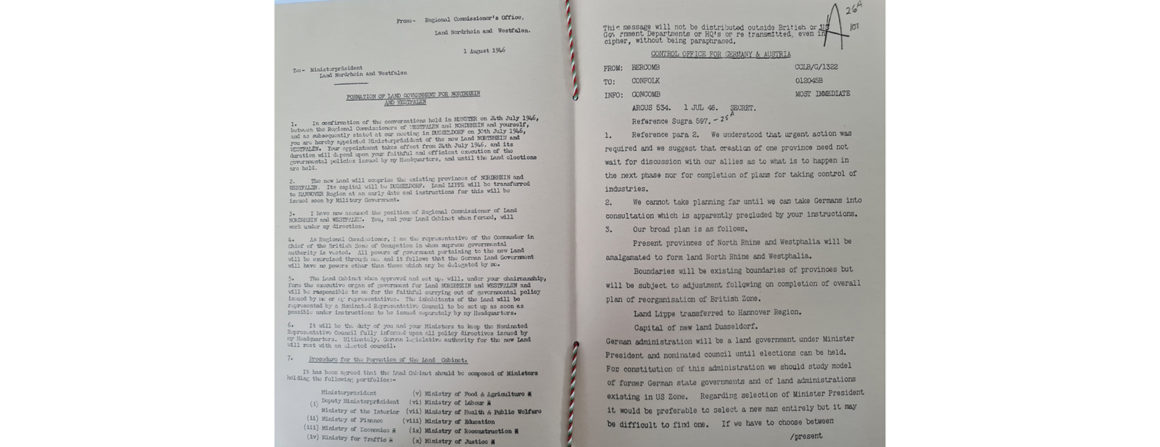 From- Regional Commissioner's Office,
Land Nordrhein and Westfalen.
1 August 1946
To:- Ministerpräsident
Land Nordrhein and Westfalen
FORMATION OF LAND GOVERNMENT FOR NORDRHEIN
AND WESTFALEN
1. In confirmation of the conversations held in MUNSTER on 24th July 1946,
between the Regional Commissioners of WESTFALEN and NORDRHEIN and yourself,
and as subsequently stated at our meeting in DUSSELDORF on 30th July 1946,
you are hereby appointed Ministerpräsident of the new Land NORDRHEIN and
WESTFALEN. Your appointment takes effect from 24th July 1946, and its
duration will depend upon your faithful and efficient execution of the
governmental policies issued by my Headquarters, and until the Land elections
are held.
2. The new Land will comprise the existing provinces of NORDRHEIN and
WESTFALEN. Its capital will be DUSSELDORF. Land LIPPE will be transferred
to HANNOVER Region at an early date and instructions for this will be
issued soon by Military Government.
3. I have now assumed the position of Regional Commissioner of Land
NORDRHEIN and WESTFALEN. You, and your Land Cabinet when formed, will
work under my direction.
4. As Regional Commissioner, I am the representative of the Commander in
Chief of the British Zone of Occupation in whom supreme governmental
authority is vested. All powers of government pertaining to the new Land
will be exercised through me, and it follows that the German Land Government
will have no powers other than those which may be delegated by me.
5. The Land Cabinet when approved and set up, will, under your chairmanship,
form the executive organ of government for Land NORDRHEIN and WESTFALEN and
will be responsible to me for the faithful carrying out of governmental policy
issued by me or my representatives. The inhabitants of the Land will be
represented by a Nominated Representative Council to be set up as soon as
possible under instructions to be issued separately by my Headquarters.
6. It will be the duty of you and your Ministers to keep the Nominated
Representative Council fully informed upon all policy directives issued by
my Headquarters. Ultimately, German legislative authority for the new Land
will rest with an elected council.
7. Procedure for the Formation of the Land Cabinet.
It has been agreed that the Land Cabinet should be composed of Ministers
holding the following portfolios:-
Ministerpräsident (v) Ministry of Food & Agriculture
(i) Deputy Ministerpräsident (vi) Ministry of Labour
Ministry of the Interior (vii) Ministry of Health & Public Welfare
(ii) Ministry of Finance (viii) Ministry of Education
(iii) Ministry of Economics (ix) Ministry of Reconstruction
(iv) Ministry for Traffic (x) Ministry of Justice
26A
A
This message will not be distributed outside British or US
Government Departments or HQ's or re transmitted, even in
cipher, without being paraphrased.
CONTROL OFFICE FOR GERMANY & AUSTRIA
FROM: BERCOMB CCLB/G/1322
TO: CONFOLK 012045B
INFO: CONCOMB MOST IMMEDIATE
ARGUS 534. 1 JUL 46. SECRET.
Reference Sugra 597. - 25A
1. Reference para 2. We understood that urgent action was
required and we suggest that creation of one province need not
wait for discussion with our allies as to what is to happen in
the next phase nor for completion of plans for taking control of
industries.
2. We cannot take planning far until we can take Germans into
consultation which is apparently precluded by your instructions.
3. Our broad plan is as follows.
Present provinces of North Rhine and Westphalia will be
amalgamated to form land North Rhine and Westphalia.
Boundaries will be existing boundaries of provinces but
will be subject to adjustment following on completion of overall
plan of reorganisation of British Zone.
Land Lippe transferred to Hannover Region.
Capital of new land Dusseldorf.
German administration will be a land government under Minister
President and nominated council until elections can be held.
For constitution of this administration we should study model
of former German state governments and of land administrations
existing in US Zone. Regarding selection of Minister President
it would be preferable to select a new man entirely but it may
be difficult to find one. If we have to choose between
/present